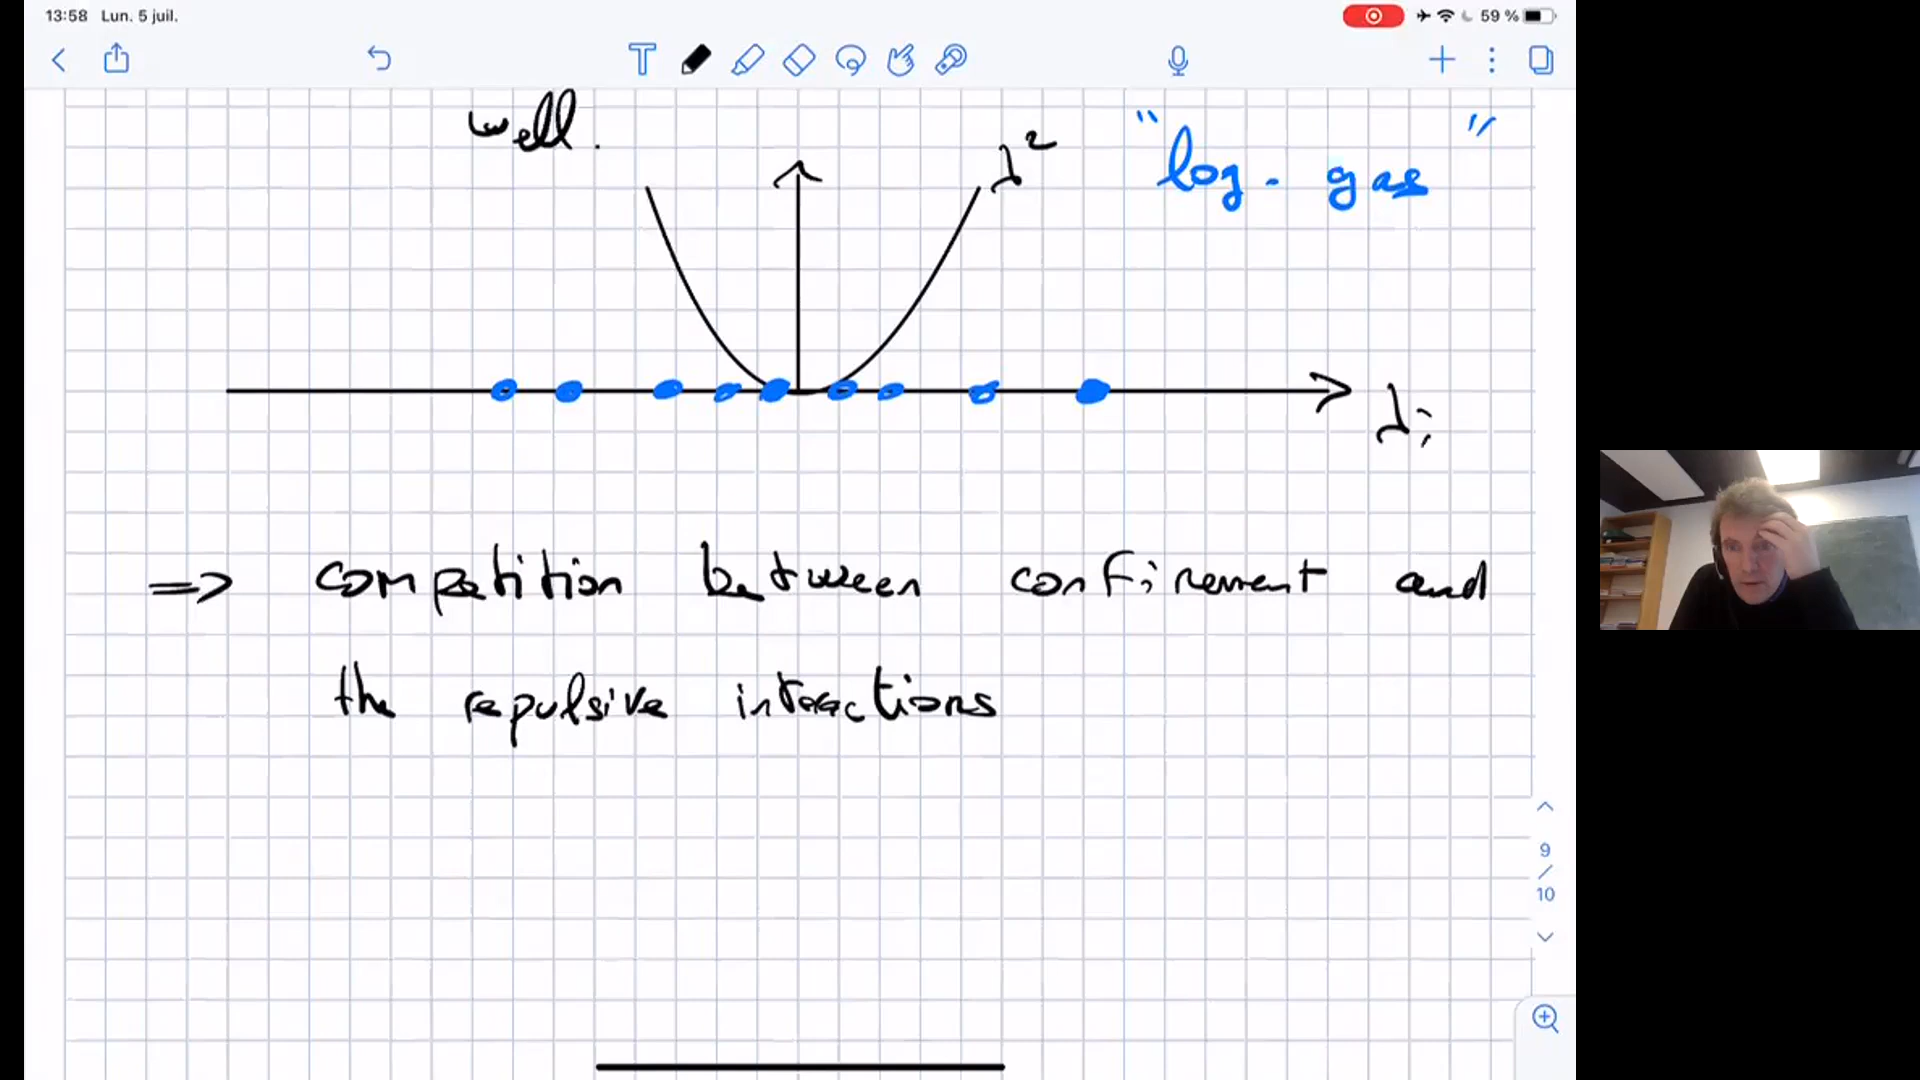 13:58 Lun. 5 juil.
59 %
T
well.
λ²
"log-gas"
λi
=> competition between confinement and
the repulsive interactions
9
/
10